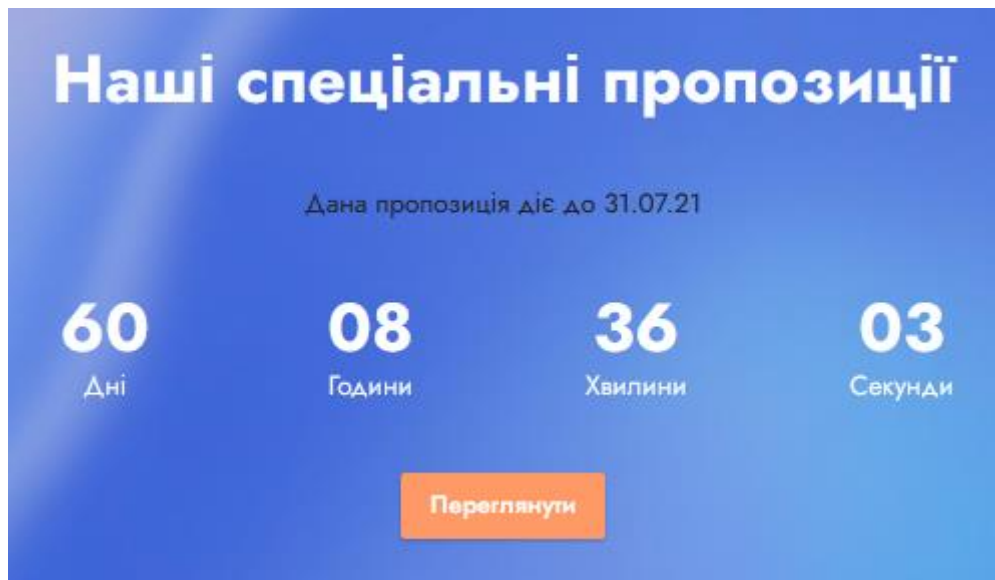 Наші спеціальні пропозиції
Дана пропозиція діє до 31.07.21
60 08 36 03
Дні Години Хвилини Секунди
Переглянути